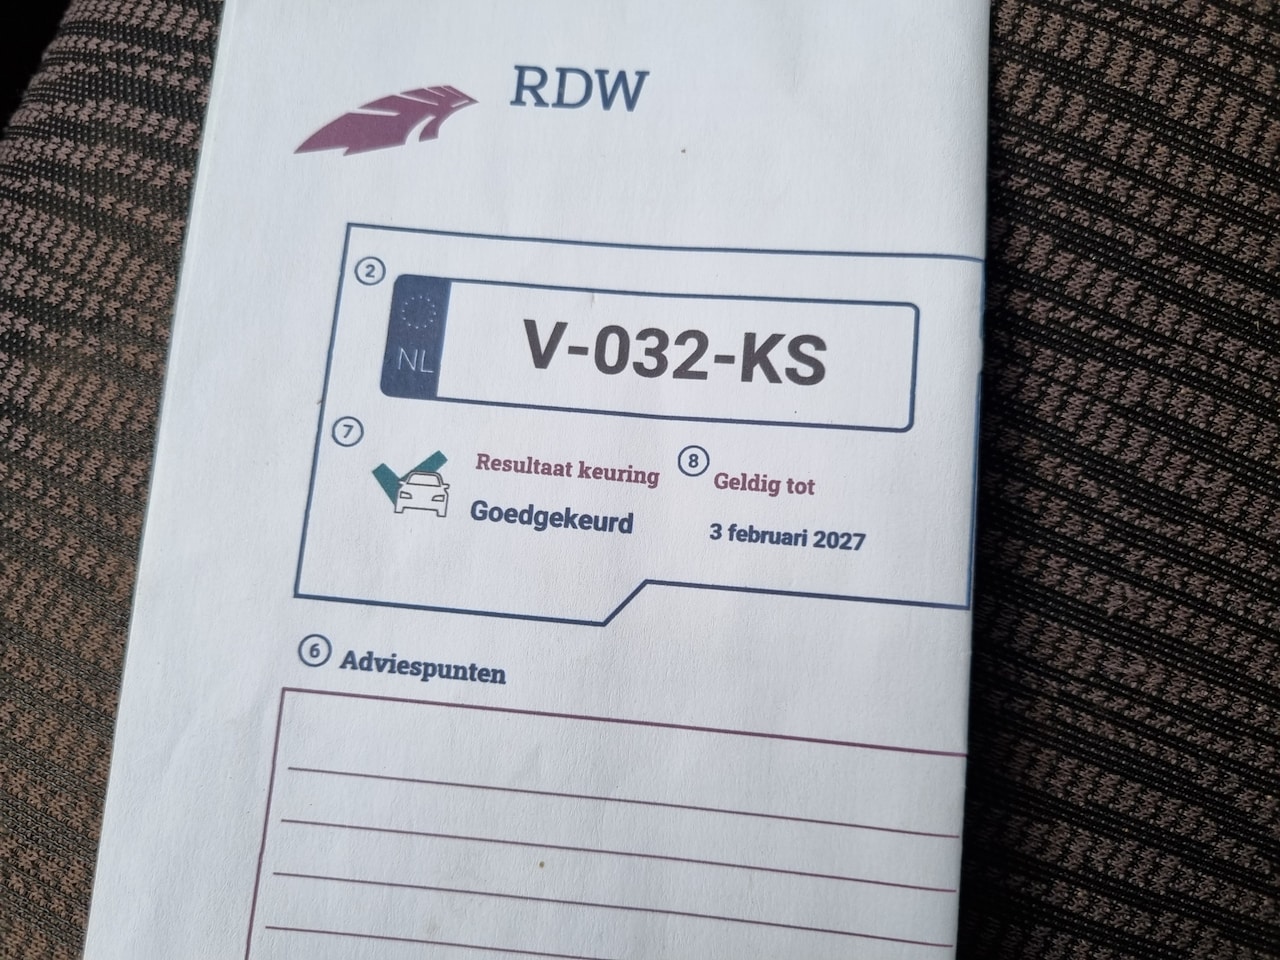 RDW
2
NL
V-032-KS
7
Resultaat keuring
Goedgekeurd
8
Geldig tot
3 februari 2027
6
Adviespunten